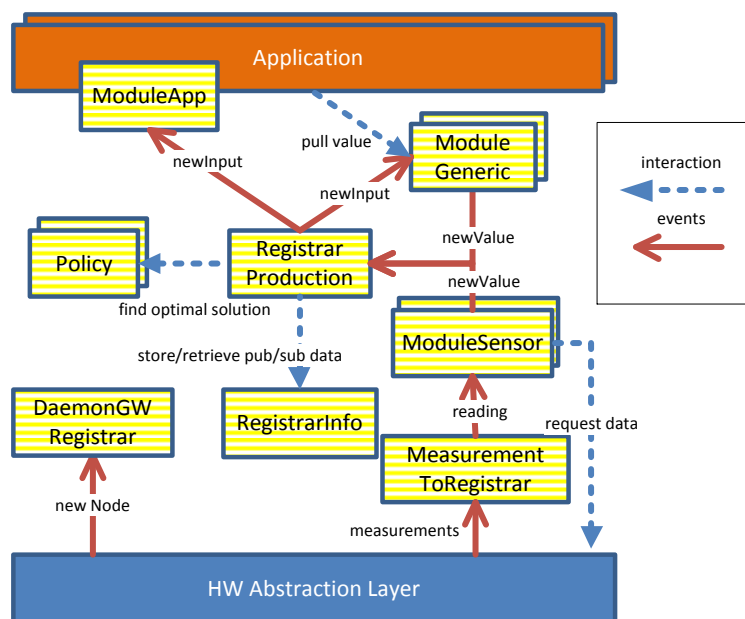 Application
ModuleApp
pull value
Module
Generic
interaction
events
newInput
newInput
newValue
Policy
Registrar
Production
newValue
find optimal solution
ModuleSensor
store/retrieve pub/sub data
DaemonGW
Registrar
RegistrarInfo
reading
request data
Measurement
ToRegistrar
new Node
measurements
HW Abstraction Layer